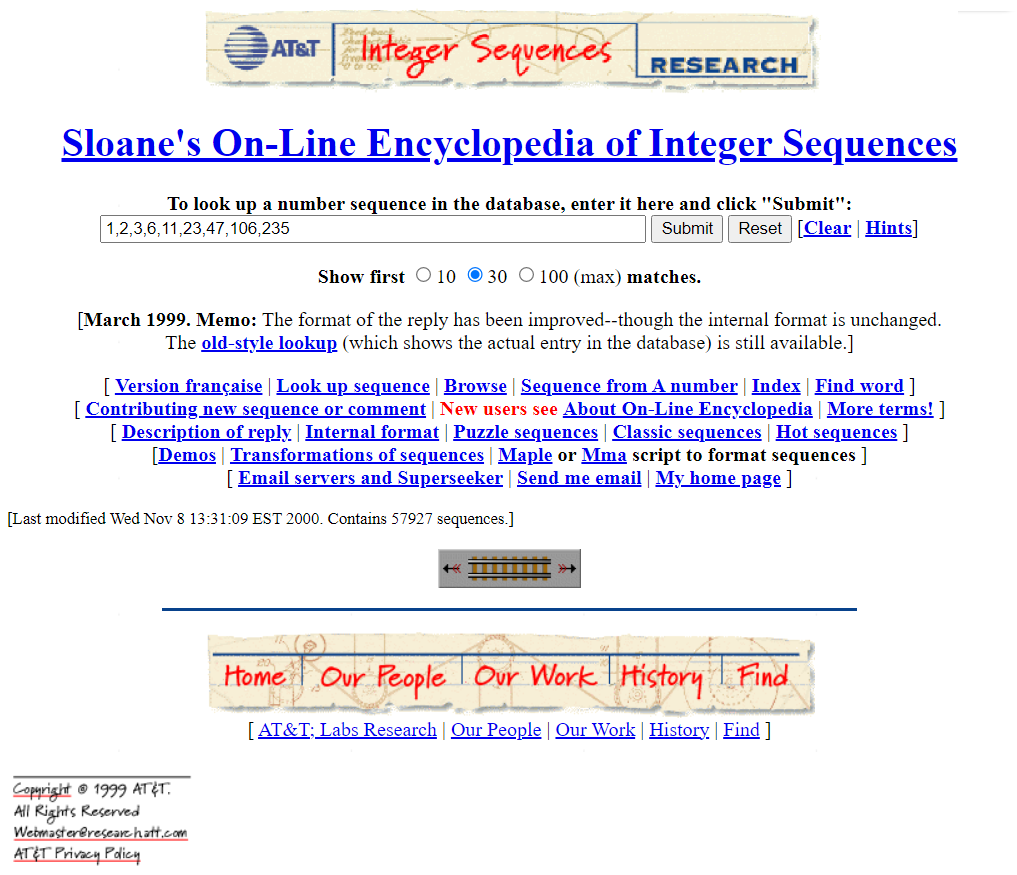 AT&T Integer Sequences RESEARCH
Sloane's On-Line Encyclopedia of Integer Sequences
To look up a number sequence in the database, enter it here and click "Submit":
1,2,3,6,11,23,47,106,235 Submit Reset [Clear | Hints]
Show first 10 30 100 (max) matches.
[March 1999. Memo: The format of the reply has been improved--though the internal format is unchanged.
The old-style lookup (which shows the actual entry in the database) is still available.]
[ Version française | Look up sequence | Browse | Sequence from A number | Index | Find word ]
[ Contributing new sequence or comment | New users see About On-Line Encyclopedia | More terms! ]
[ Description of reply | Internal format | Puzzle sequences | Classic sequences | Hot sequences ]
[Demos | Transformations of sequences | Maple or Mma script to format sequences ]
[ Email servers and Superseeker | Send me email | My home page ]
[Last modified Wed Nov 8 13:31:09 EST 2000. Contains 57927 sequences.]
Home Our People Our Work History Find
[ AT&T; Labs Research | Our People | Our Work | History | Find ]
Copyright © 1999 AT&T.
All Rights Reserved
Webmaster@research.att.com
AT&T Privacy Policy